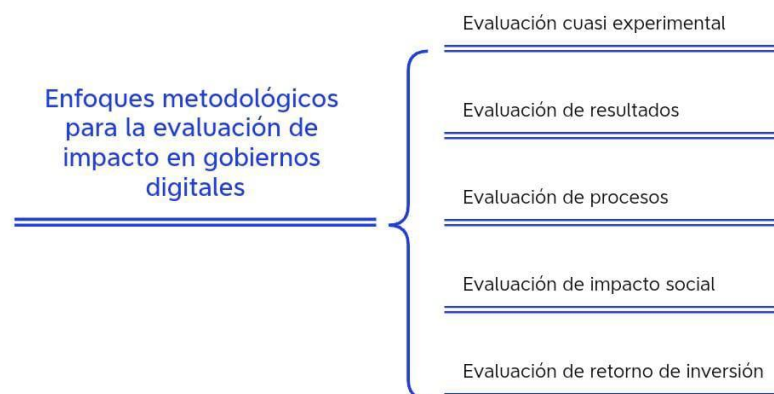 Enfoques metodológicos
para la evaluación de
impacto en gobiernos
digitales
Evaluación cuasi experimental
Evaluación de resultados
Evaluación de procesos
Evaluación de impacto social
Evaluación de retorno de inversión